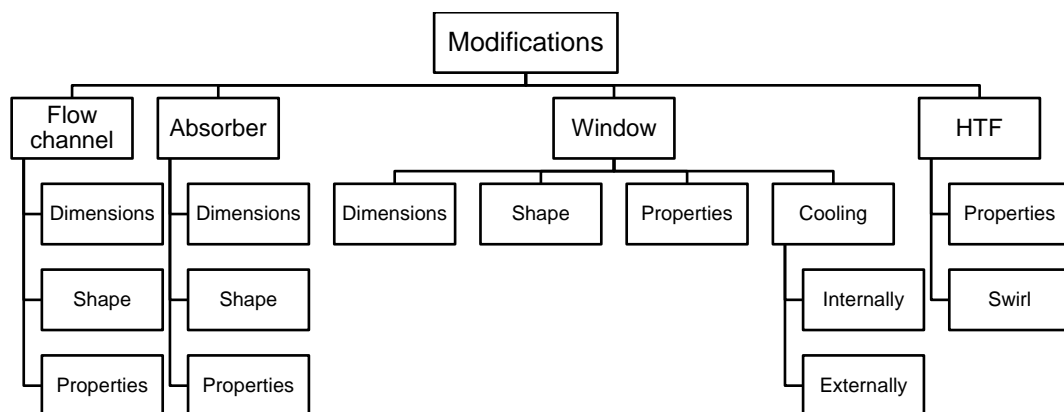 Modifications
Flow
channel
Absorber
Window
HTF
Dimensions
Dimensions
Dimensions
Shape
Properties
Cooling
Properties
Shape
Shape
Internally
Swirl
Properties
Properties
Externally